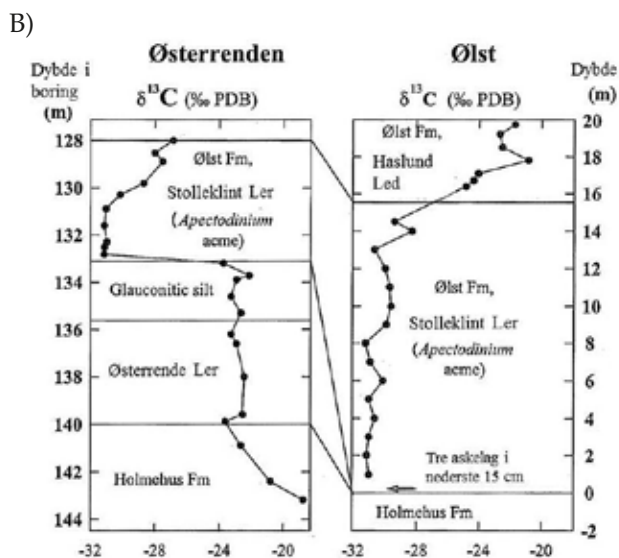 B)
Østerrenden
Ølst
Dybde i
boring
(m)
δ¹³C (‰ PDB)
δ¹³C (‰ PDB)
Dybde
(m)
128
130
132
134
136
138
140
142
144
Ølst Fm,
Stolleklint Ler
(Apectodinium
acme)
Glauconitic silt
Østerrende Ler
Holmehus Fm
-32 -28 -24 -20
Ølst Fm,
Haslund
Led
Ølst Fm,
Stolleklint Ler
(Apectodinium
acme)
Tre askelag i
nederste 15 cm
Holmehus Fm
20
18
16
14
12
10
8
6
4
2
0
-2
-32 -28 -24 -20